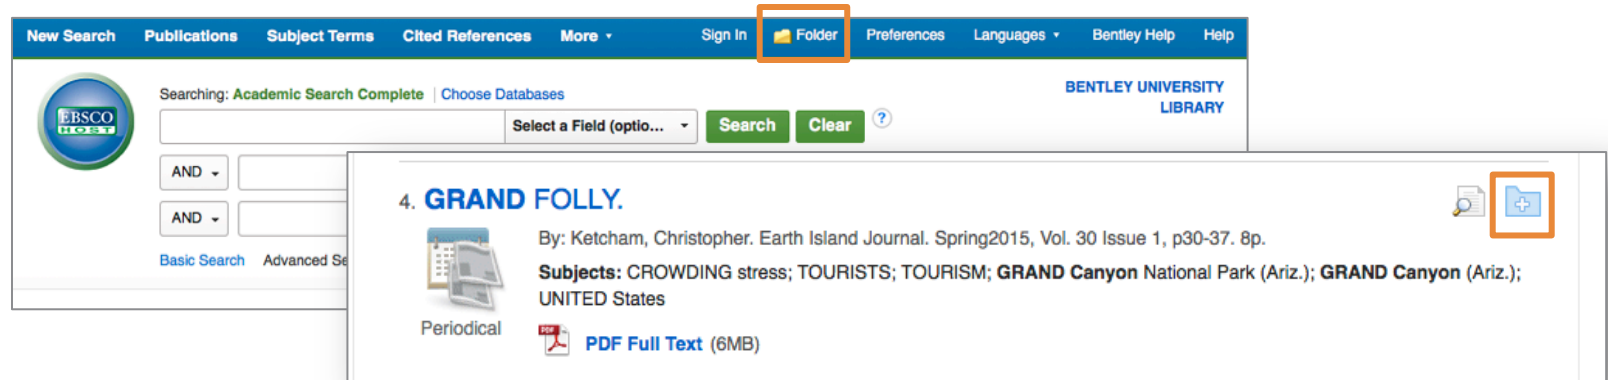 New Search Publications Subject Terms Cited References More Sign In Folder Preferences Languages Bentley Help Help
EBSCO
HOST
Searching: Academic Search Complete | Choose Databases
BENTLEY UNIVERSITY
LIBRARY
Select a Field (optio... Search Clear ?
AND
AND
Basic Search Advanced Se
4. GRAND FOLLY.
By: Ketcham, Christopher. Earth Island Journal. Spring2015, Vol. 30 Issue 1, p30-37. 8p.
Subjects: CROWDING stress; TOURISTS; TOURISM; GRAND Canyon National Park (Ariz.); GRAND Canyon (Ariz.);
UNITED States
Periodical
PDF PDF Full Text (6MB)